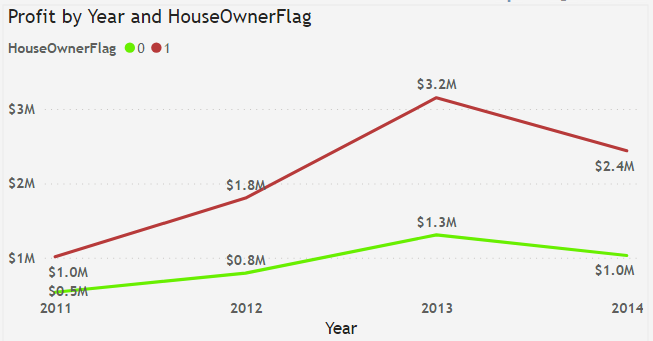 Profit by Year and HouseOwnerFlag
HouseOwnerFlag 0 1
$3.2M
$3M
$2.4M
$2M
$1.8M
$1.3M
$1M
$0.8M
$1.0M
$1.0M
$0.5M
2011 2012 2013 2014
Year